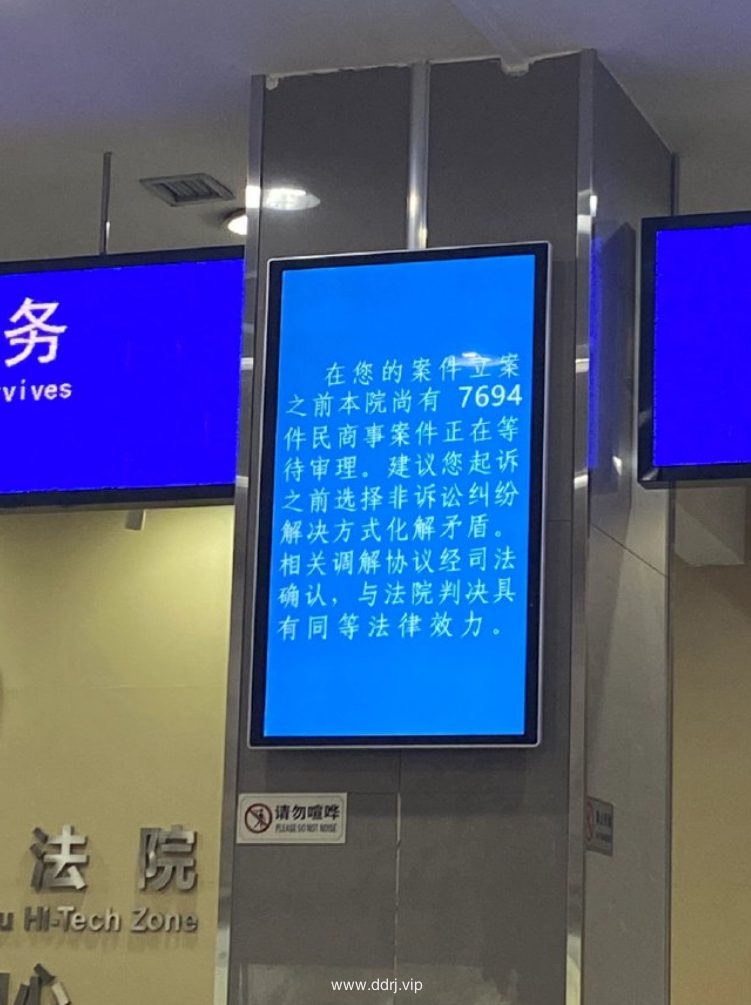 务
vives
在您的案件立案
之前本院尚有 7694
件民商事案件正在等
待审理。建议您起诉
之前选择非诉讼纠纷
解决方式化解矛盾。
相关调解协议经司法
确认，与法院判决具
有同等法律效力。
请勿喧哗
PLEASE DO NOT NOISE
法院
u Hi-Tech Zone
心
www.ddrj.vip